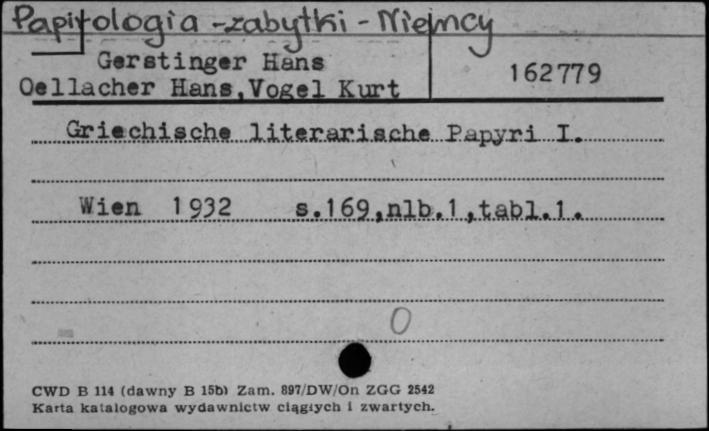 Papirologia - zabytki - Niemcy
Gerstinger Hans
Oellacher Hans,Vogel Kurt
162779
Griechische literarische Papyri I.
Wien 1932 s.169,nlb.1,tabl.1.
0
CWD B 114 (dawny B 15b) Zam. 897/DW/On ZGG 2542
Karta katalogowa wydawnictw ciągłych i zwartych.